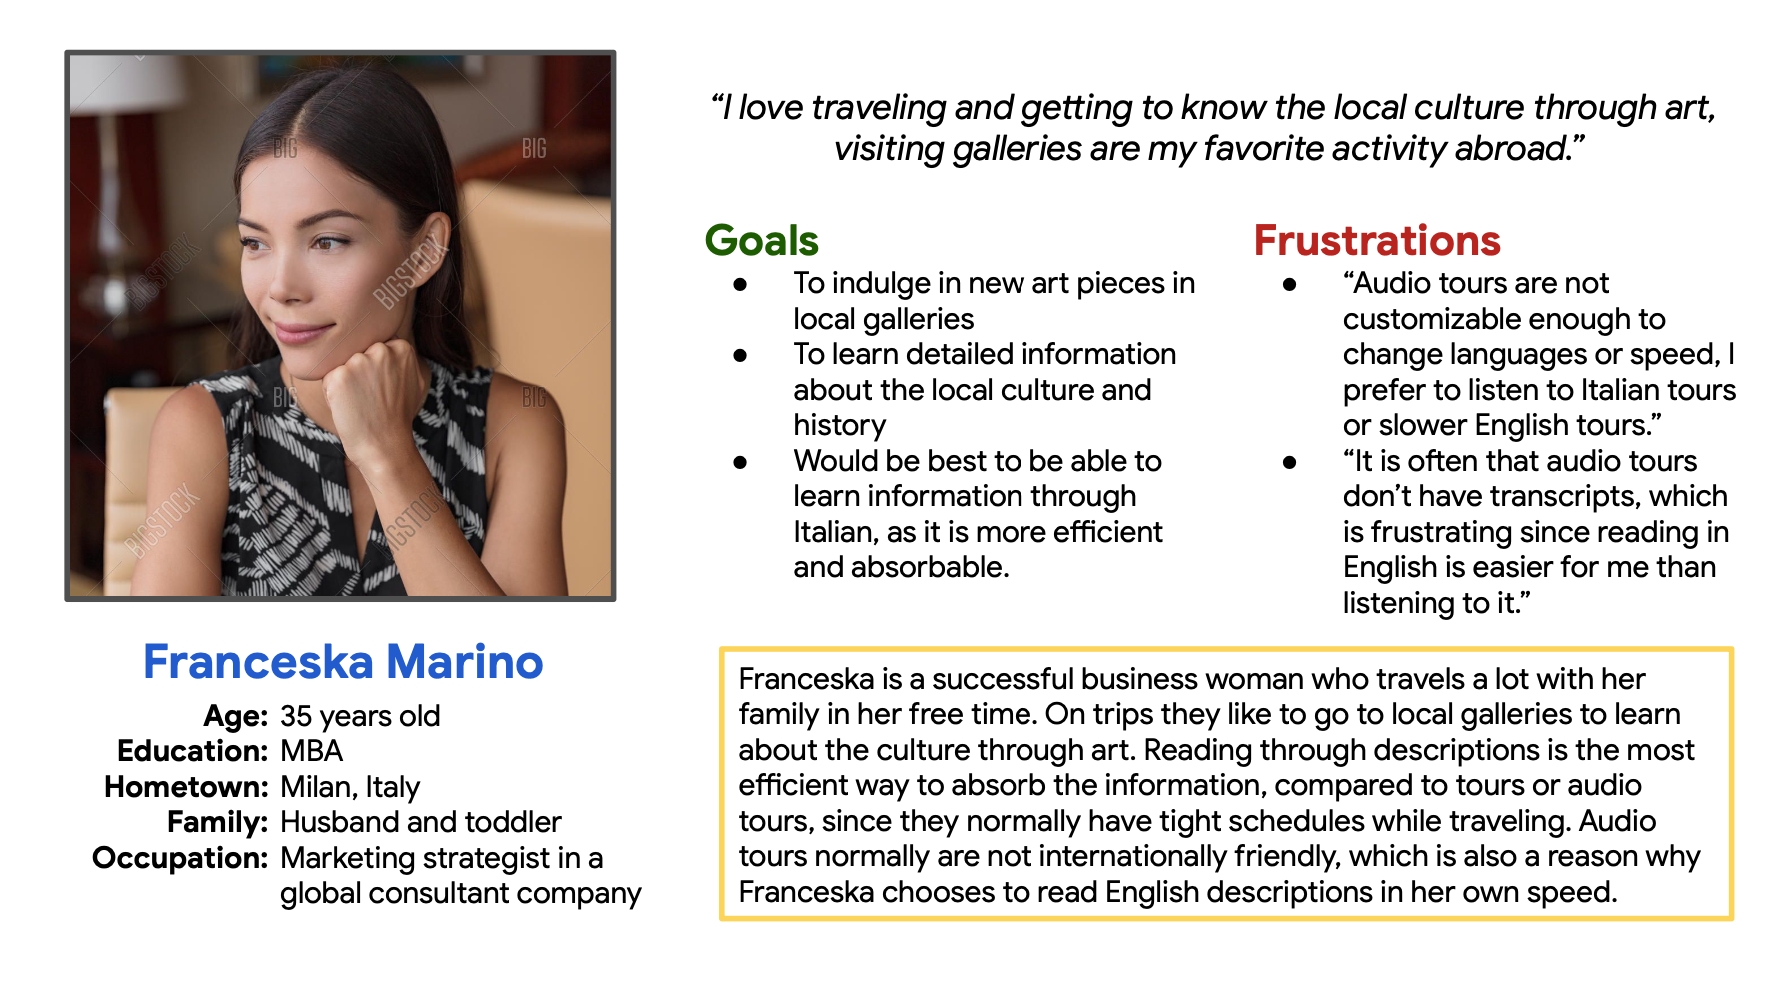 “I love traveling and getting to know the local culture through art,
visiting galleries are my favorite activity abroad.”
BIG
BIG
BIGSTOCK
BIGSTOCK
BIG
BIG
BIGSTOCK
BIGSTOCK
Franceska Marino
Age: 35 years old
Education: MBA
Hometown: Milan, Italy
Family: Husband and toddler
Occupation: Marketing strategist in a
global consultant company
Goals
● To indulge in new art pieces in
local galleries
● To learn detailed information
about the local culture and
history
● Would be best to be able to
learn information through
Italian, as it is more efficient
and absorbable.
Frustrations
● “Audio tours are not
customizable enough to
change languages or speed, I
prefer to listen to Italian tours
or slower English tours.”
● “It is often that audio tours
don’t have transcripts, which
is frustrating since reading in
English is easier for me than
listening to it.”
Franceska is a successful business woman who travels a lot with her
family in her free time. On trips they like to go to local galleries to learn
about the culture through art. Reading through descriptions is the most
efficient way to absorb the information, compared to tours or audio
tours, since they normally have tight schedules while traveling. Audio
tours normally are not internationally friendly, which is also a reason why
Franceska chooses to read English descriptions in her own speed.